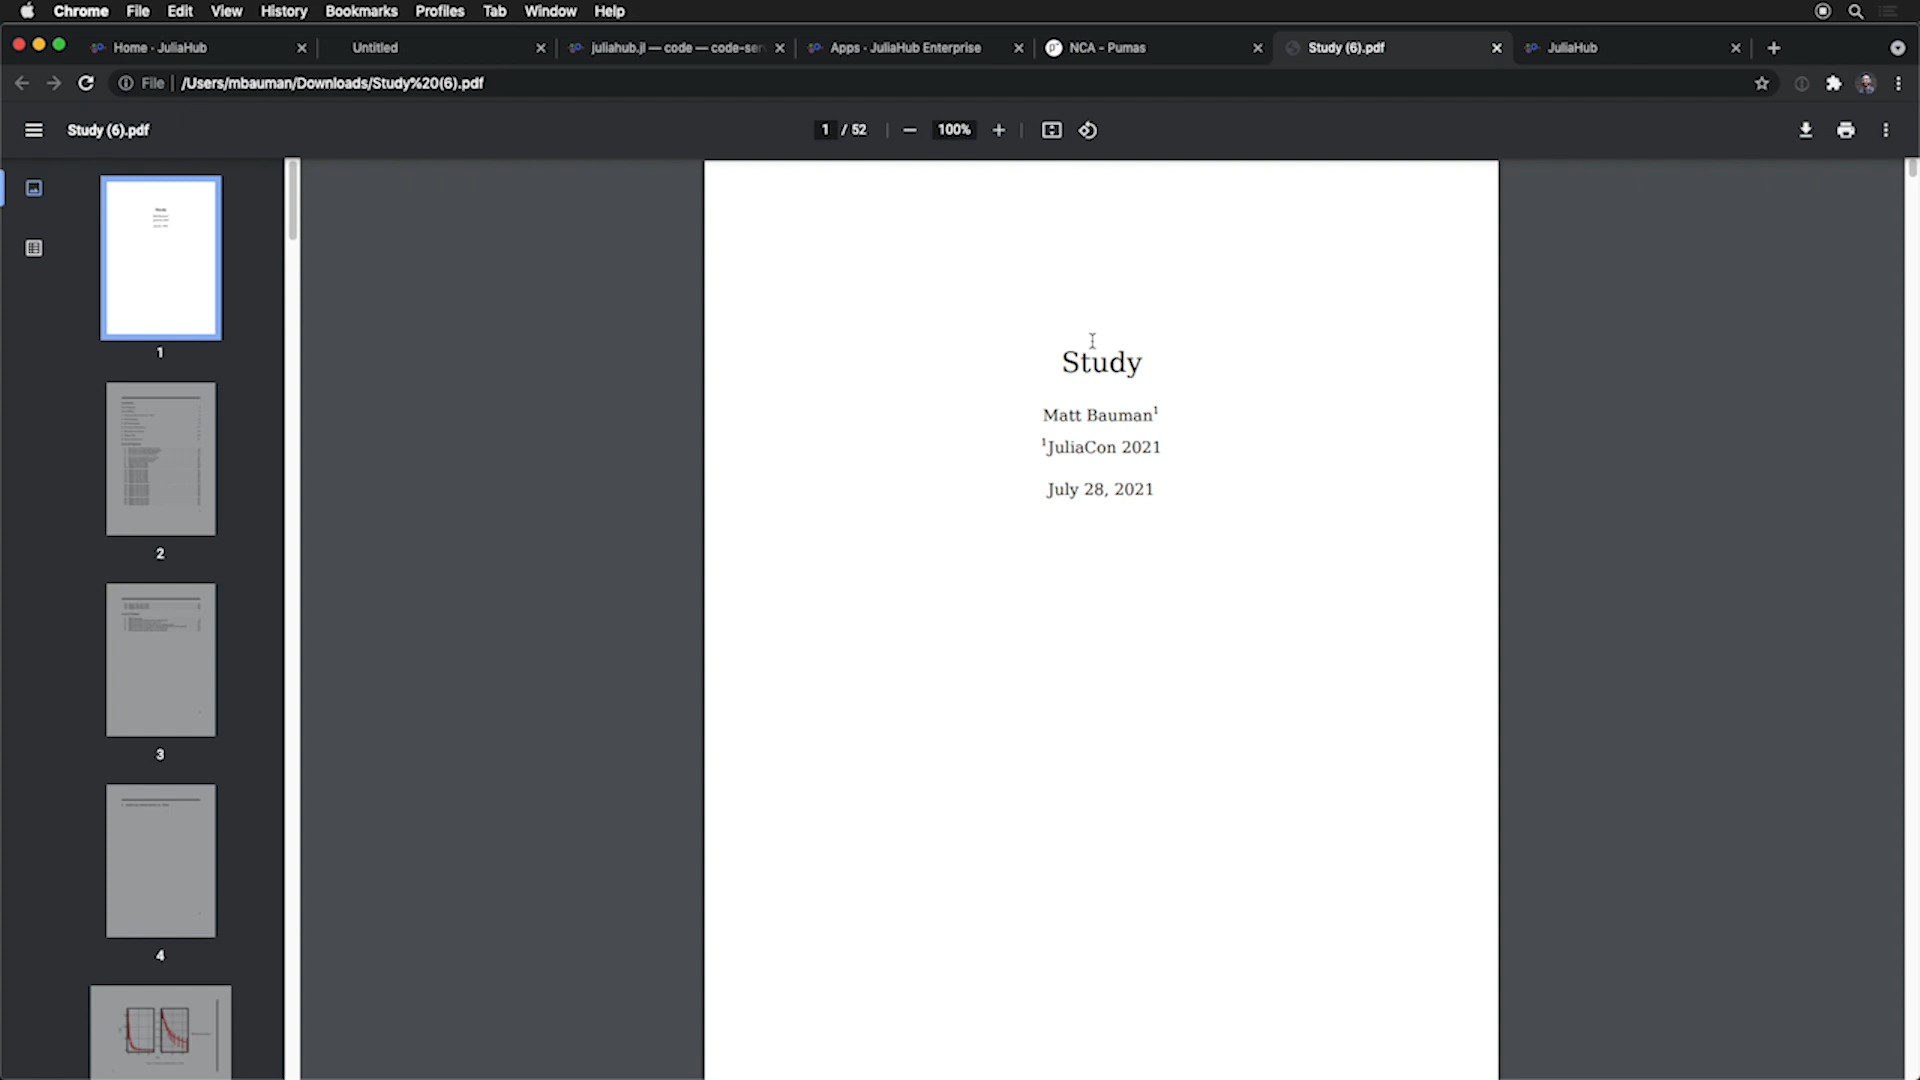 Chrome File Edit View History Bookmarks Profiles Tab Window Help
Home - JuliaHub
Untitled
juliahub.jl — code — code-ser
Apps - JuliaHub Enterprise
NCA - Pumas
Study (6).pdf
JuliaHub
File /Users/mbauman/Downloads/Study%20(6).pdf
Study (6).pdf
1 / 52
100%
Study
Matt Bauman1
1JuliaCon 2021
July 28, 2021
1
2
3
4